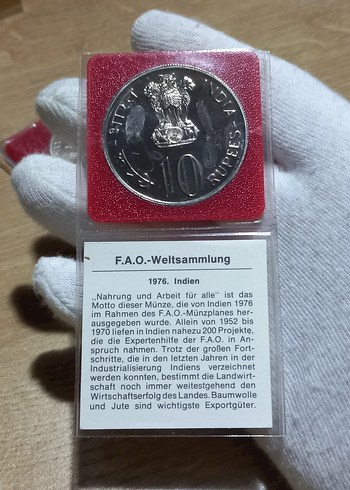 भारत INDIA
रुपये 10 RUPEES
F.A.O.-Weltsammlung
1976. Indien
„Nahrung und Arbeit für alle" ist das
Motto dieser Münze, die von Indien 1976
im Rahmen des F.A.O.-Münzplanes her-
ausgegeben wurde. Allein von 1952 bis
1970 liefen in Indien nahezu 200 Projekte,
die die Expertenhilfe der F.A.O. in An-
spruch nahmen. Trotz der großen Fort-
schritte, die in den letzten Jahren in der
Industrialisierung Indiens verzeichnet
werden konnten, bestimmt die Landwirt-
schaft noch immer weitestgehend den
Wirtschaftserfolg des Landes. Baumwolle
und Jute sind wichtigste Exportgüter.